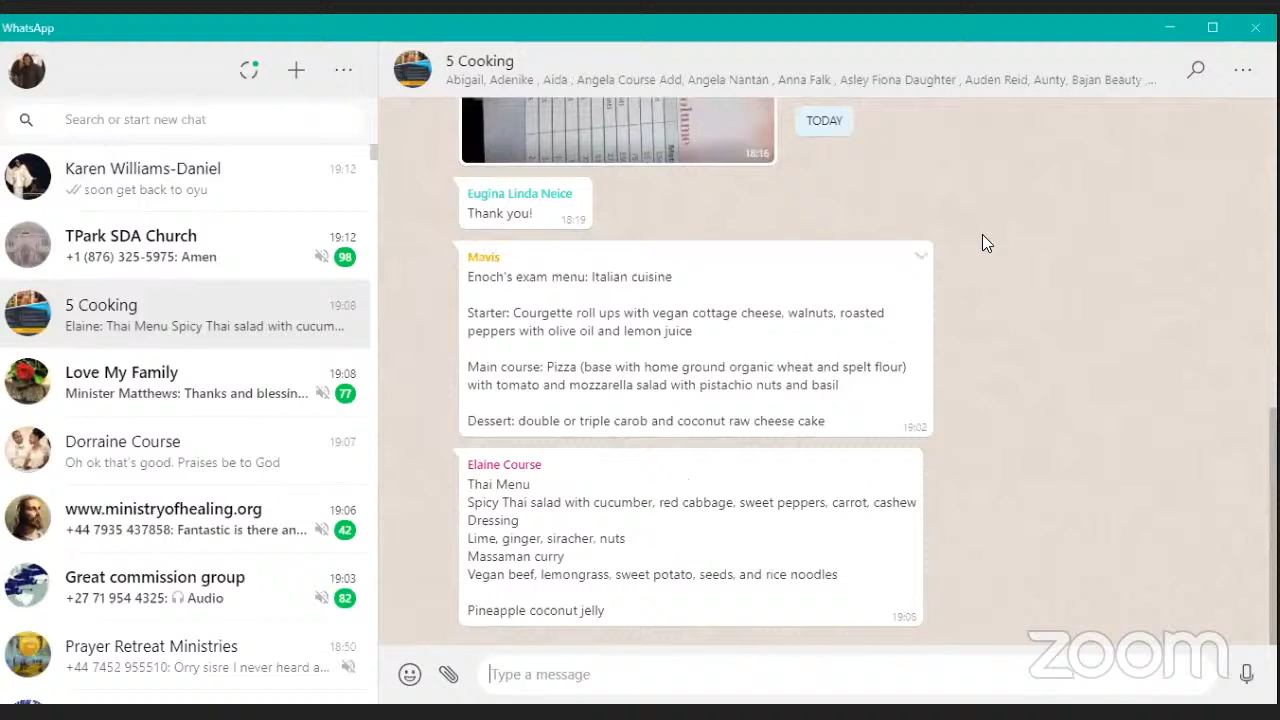 WhatsApp
Search or start new chat
Karen Williams-Daniel
19:12
soon get back to oyu
TPark SDA Church
19:12
+1 (876) 325-5975: Amen
98
5 Cooking
19:08
Elaine: Thai Menu Spicy Thai salad with cucum...
Love My Family
19:08
Minister Matthews: Thanks and blessin...
77
Dorraine Course
19:07
Oh ok that's good. Praises be to God
www.ministryofhealing.org
19:06
+44 7935 437858: Fantastic is there an...
42
Great commission group
19:03
+27 71 954 4325: Audio
82
Prayer Retreat Ministries
18:50
+44 7452 955510: Orry sisre I never heard a...
5 Cooking
Abigail, Adenike , Aida , Angela Course Add, Angela Nantan , Anna Falk , Asley Fiona Daughter , Auden Reid, Aunty, Bajan Beauty ,...
18:16
TODAY
Eugina Linda Neice
Thank you!
18:19
Mavis
Enoch's exam menu: Italian cuisine
Starter: Courgette roll ups with vegan cottage cheese, walnuts, roasted
peppers with olive oil and lemon juice
Main course: Pizza (base with home ground organic wheat and spelt flour)
with tomato and mozzarella salad with pistachio nuts and basil
Dessert: double or triple carob and coconut raw cheese cake
19:02
Elaine Course
Thai Menu
Spicy Thai salad with cucumber, red cabbage, sweet peppers, carrot, cashew
Dressing
Lime, ginger, siracher, nuts
Massaman curry
Vegan beef, lemongrass, sweet potato, seeds, and rice noodles
Pineapple coconut jelly
Type a message
zoom